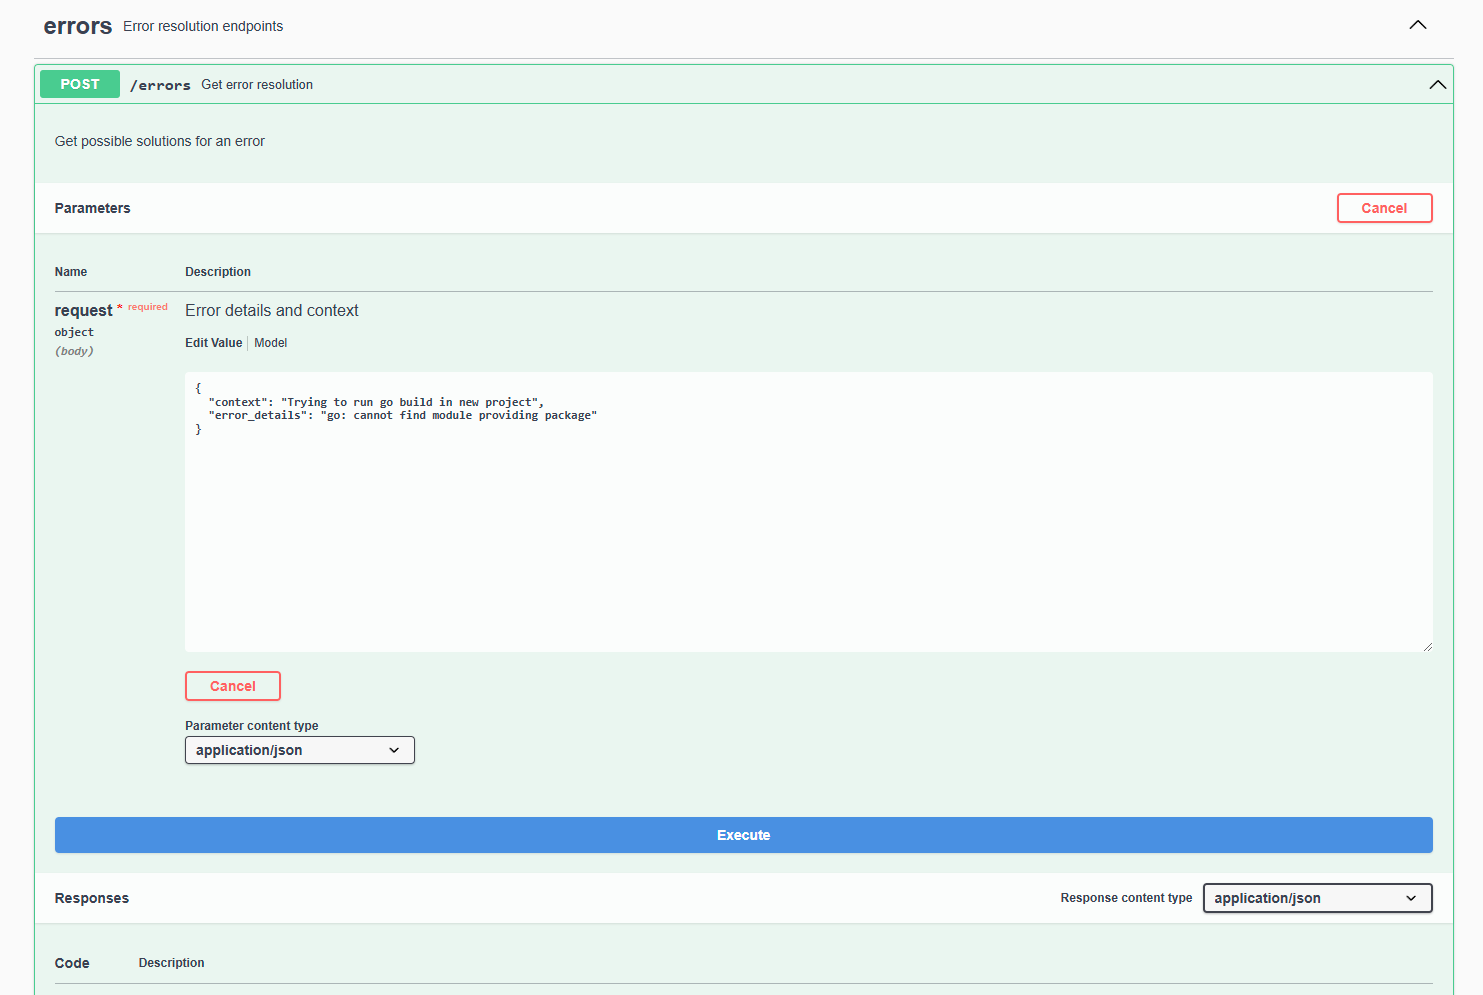 errors Error resolution endpoints
POST /errors Get error resolution
Get possible solutions for an error
Parameters Cancel
Name Description
request * required Error details and context
object
(body)
Edit Value Model
{
"context": "Trying to run go build in new project",
"error_details": "go: cannot find module providing package"
}
Cancel
Parameter content type
application/json
Execute
Responses Response content type application/json
Code Description